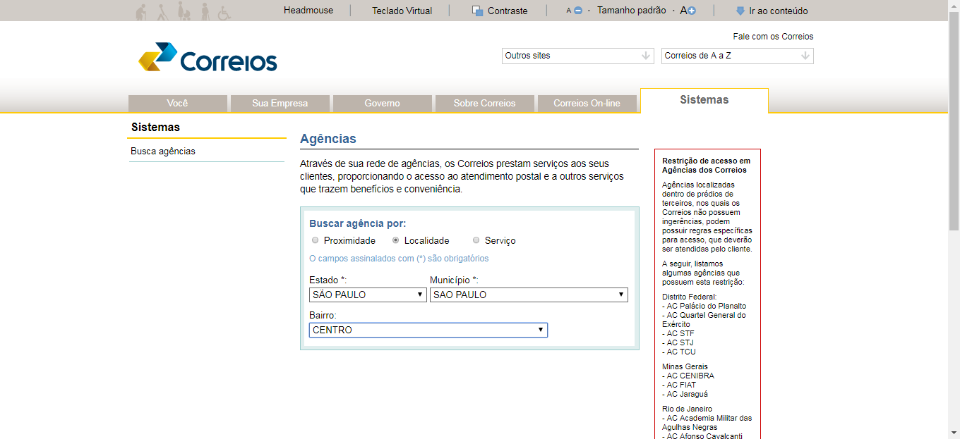 Headmouse Teclado Virtual Contraste A - Tamanho padrão - A Ir ao conteúdo
Fale com os Correios
Correios
Outros sites Correios de A a Z
Você Sua Empresa Governo Sobre Correios Correios On-line Sistemas
Sistemas
Busca agências
Agências
Através de sua rede de agências, os Correios prestam serviços aos seus
clientes, proporcionando o acesso ao atendimento postal e a outros serviços
que trazem benefícios e conveniência.
Buscar agência por:
Proximidade Localidade Serviço
O campos assinalados com (*) são obrigatórios
Estado *: Município *:
SÃO PAULO SAO PAULO
Bairro:
CENTRO
Restrição de acesso em
Agências dos Correios
Agências localizadas
dentro de prédios de
terceiros, nos quais os
Correios não possuem
ingerências, podem
possuir regras específicas
para acesso, que deverão
ser atendidas pelo cliente.
A seguir, listamos
algumas agências que
possuem esta restrição:
Distrito Federal:
- AC Palácio do Planalto
- AC Quartel General do
Exército
- AC STF
- AC STJ
- AC TCU
Minas Gerais
- AC CENIBRA
- AC FIAT
- AC Jaraguá
Rio de Janeiro
- AC Academia Militar das
Agulhas Negras
- AC Afonso Cavalcanti